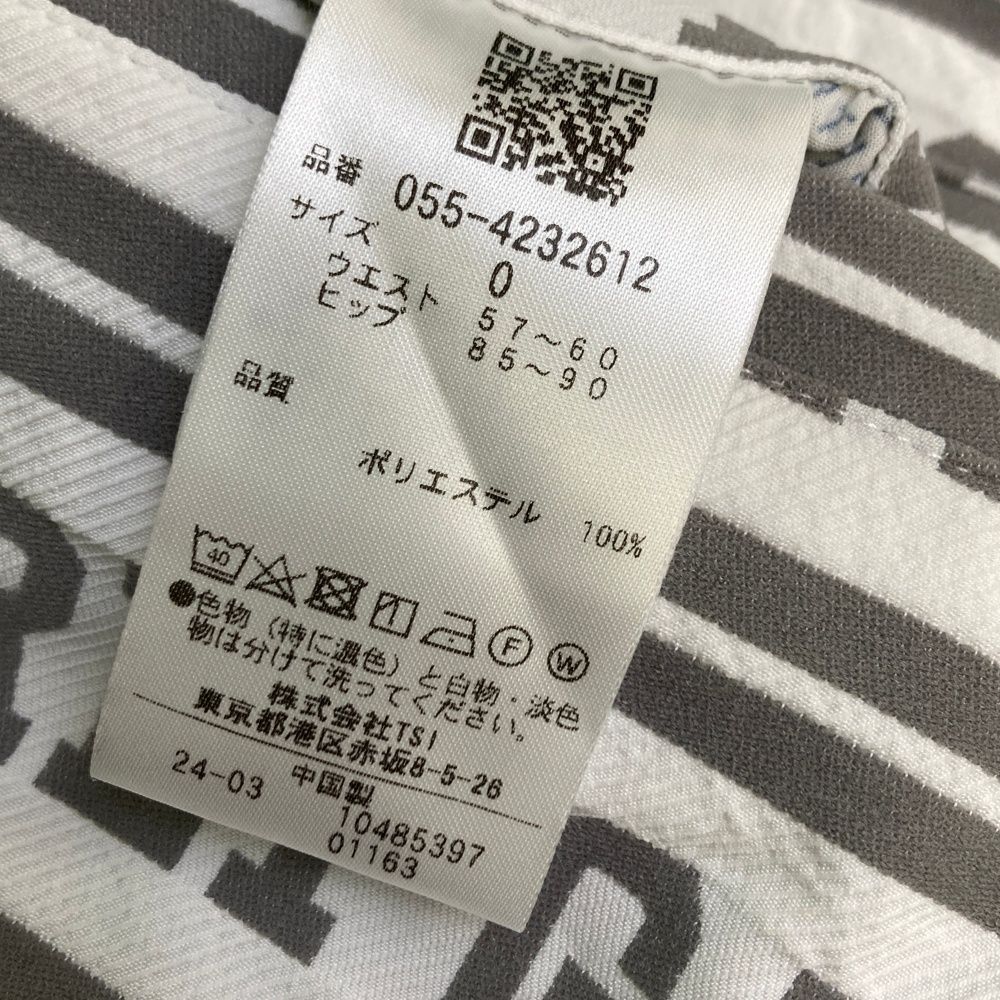 品番 055-4232612
サイズ 0
ウエスト 57～60
ヒップ 85～90
品質
ポリエステル 100%
40 F W
●色物（特に濃色）と白物・淡色
物は分けて洗ってください。
株式会社TSI
東京都港区赤坂8-5-26
24-03 中国製
10485397
01163